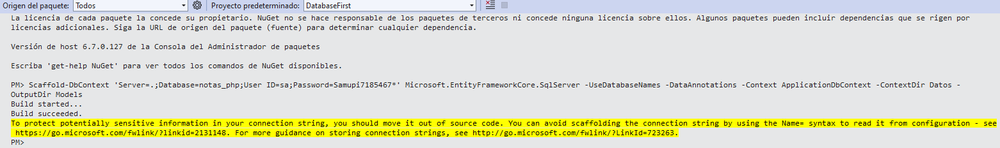 Origen del paquete: Todos Proyecto predeterminado: DatabaseFirst
La licencia de cada paquete la concede su propietario. NuGet no se hace responsable de los paquetes de terceros ni concede ninguna licencia sobre ellos. Algunos paquetes pueden incluir dependencias que se rigen por
licencias adicionales. Siga la URL de origen del paquete (fuente) para determinar cualquier dependencia.
Versión de host 6.7.0.127 de la Consola del Administrador de paquetes
Escriba 'get-help NuGet' para ver todos los comandos de NuGet disponibles.
PM> Scaffold-DbContext 'Server=.;Database=notas_php;User ID=sa;Password=Samupi7185467*' Microsoft.EntityFrameworkCore.SqlServer -UseDatabaseNames -DataAnnotations -Context ApplicationDbContext -ContextDir Datos -
OutputDir Models
Build started...
Build succeeded.
To protect potentially sensitive information in your connection string, you should move it out of source code. You can avoid scaffolding the connection string by using the Name= syntax to read it from configuration - see
https://go.microsoft.com/fwlink/?linkid=2131148. For more guidance on storing connection strings, see http://go.microsoft.com/fwlink/?LinkId=723263.
PM>